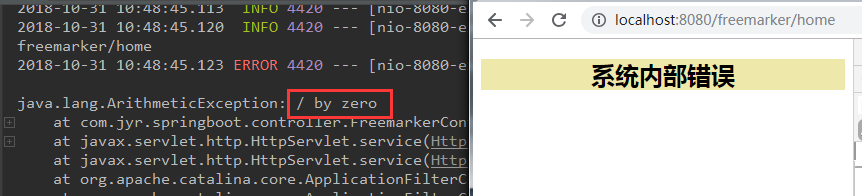 2018-10-31 10:48:45.113 INFO 4420 --- [nio-8080-e
2018-10-31 10:48:45.120 INFO 4420 --- [nio-8080-e
freemarker/home
2018-10-31 10:48:45.123 ERROR 4420 --- [nio-8080-e
java.lang.ArithmeticException: / by zero
at com.jyr.springboot.controller.FreemarkerCon
at javax.servlet.http.HttpServlet.service(Http
at javax.servlet.http.HttpServlet.service(Http
at org.apache.catalina.core.ApplicationFilterC
localhost:8080/freemarker/home
系统内部错误